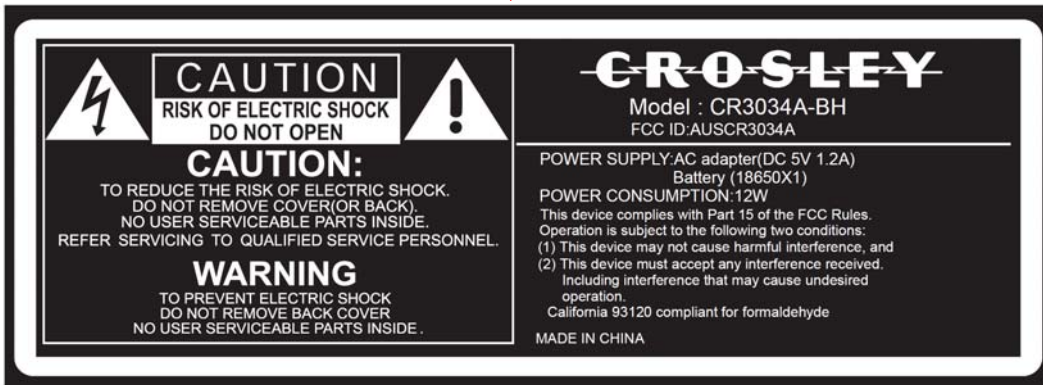 CAUTION
RISK OF ELECTRIC SHOCK
DO NOT OPEN
CAUTION:
TO REDUCE THE RISK OF ELECTRIC SHOCK.
DO NOT REMOVE COVER(OR BACK).
NO USER SERVICEABLE PARTS INSIDE.
REFER SERVICING TO QUALIFIED SERVICE PERSONNEL.
WARNING
TO PREVENT ELECTRIC SHOCK
DO NOT REMOVE BACK COVER
NO USER SERVICEABLE PARTS INSIDE.
CROSLEY
Model : CR3034A-BH
FCC ID:AUSCR3034A
POWER SUPPLY:AC adapter(DC 5V 1.2A)
Battery (18650X1)
POWER CONSUMPTION:12W
This device complies with Part 15 of the FCC Rules.
Operation is subject to the following two conditions:
(1) This device may not cause harmful interference, and
(2) This device must accept any interference received.
Including interference that may cause undesired
operation.
California 93120 compliant for formaldehyde
MADE IN CHINA